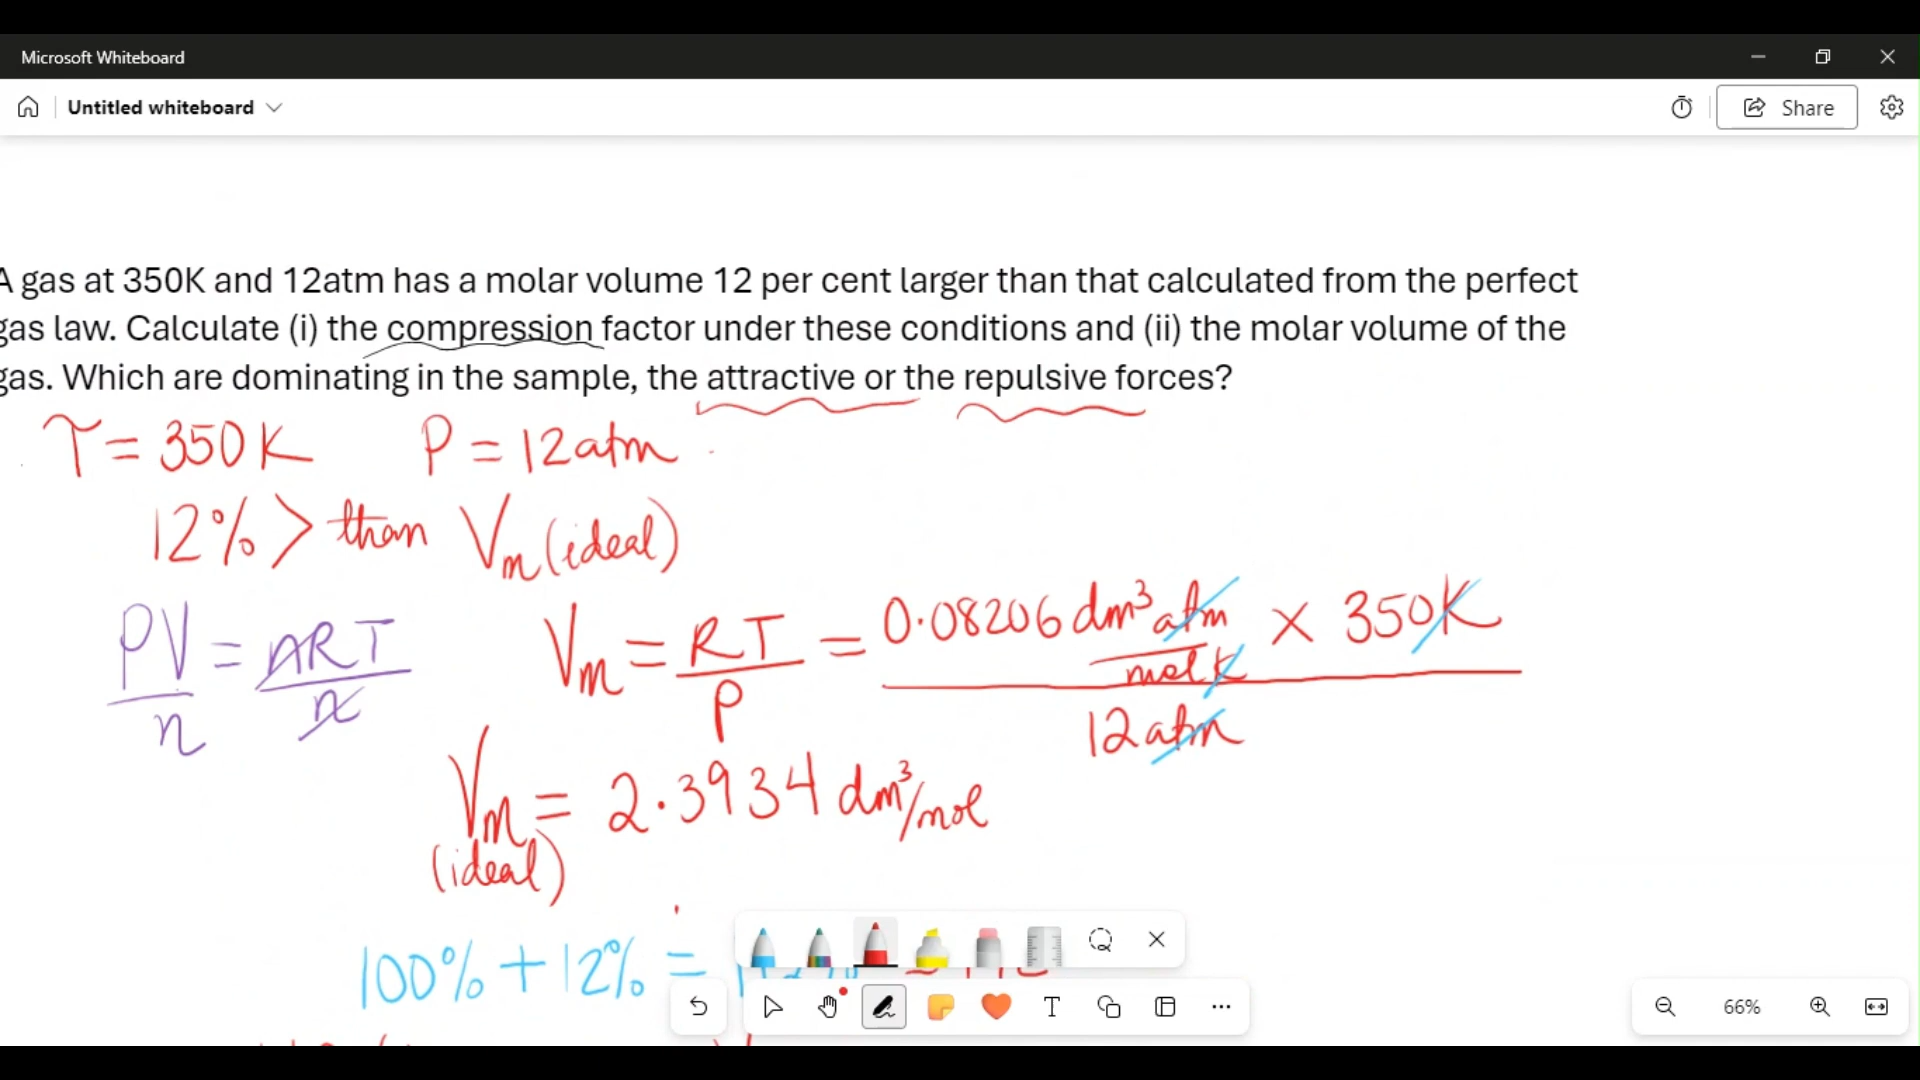 Microsoft Whiteboard
Untitled whiteboard
Share
A gas at 350K and 12atm has a molar volume 12 per cent larger than that calculated from the perfect
gas law. Calculate (i) the compression factor under these conditions and (ii) the molar volume of the
gas. Which are dominating in the sample, the attractive or the repulsive forces?
T = 350K P = 12atm
12% > than Vm (ideal)
PV/n = nRT/n Vm = RT/P = 0.08206 dm³ atm/mol K × 350K / 12atm
Vm (ideal) = 2.3934 dm³/mol
100% + 12% =
66%